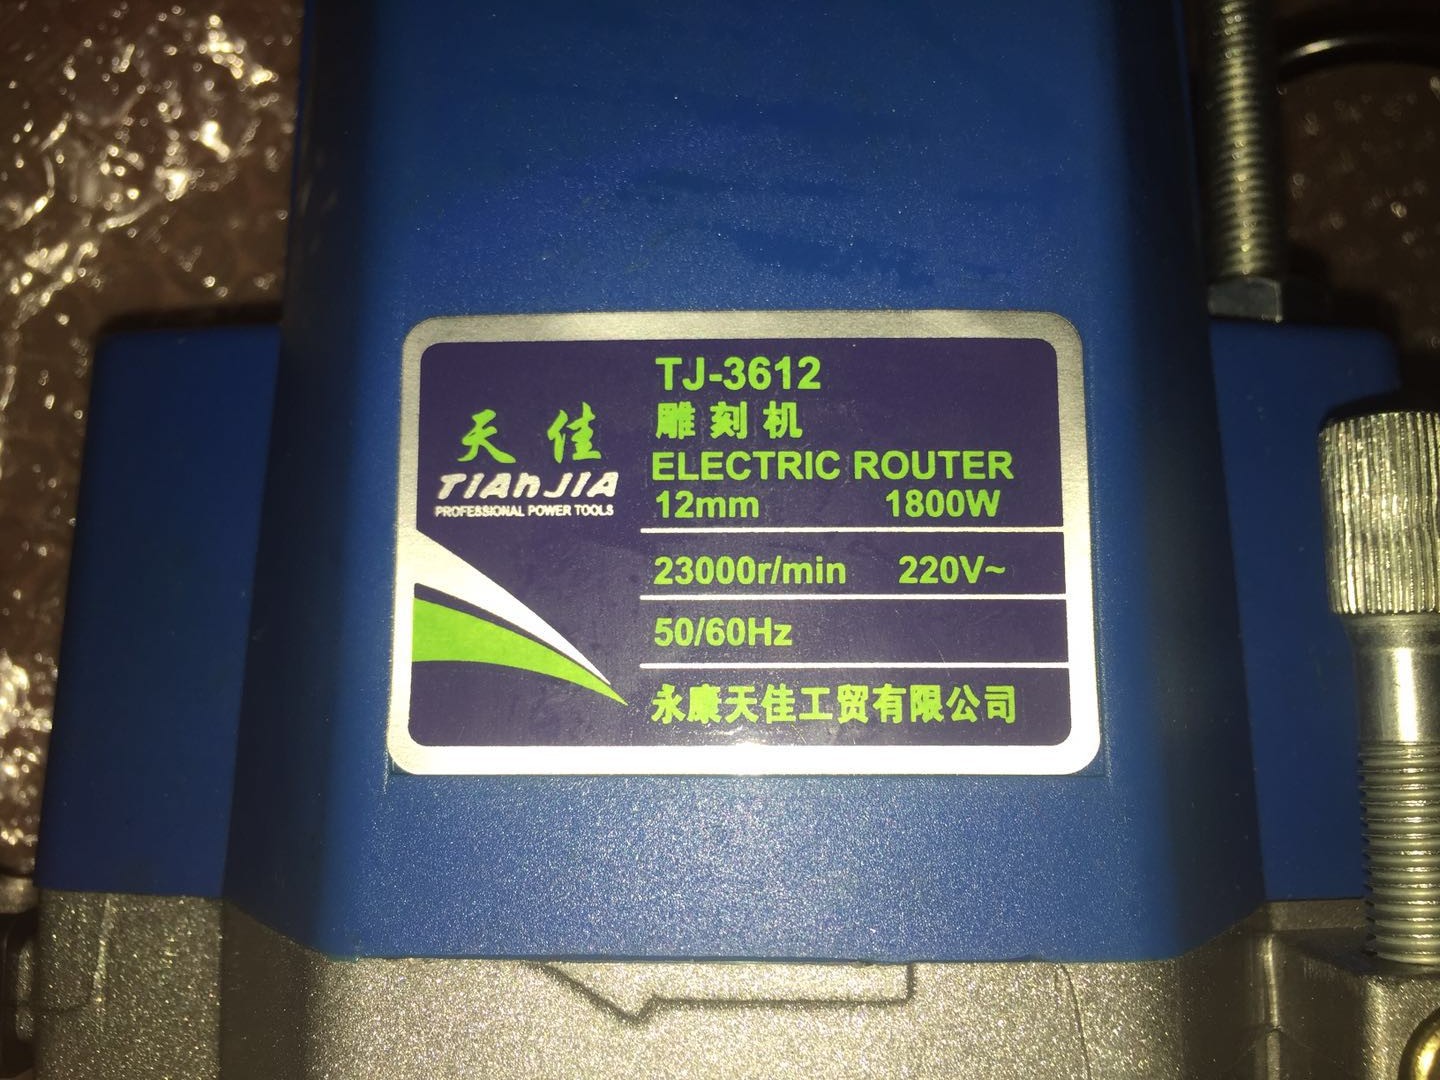 天佳
TIANJIA
PROFESSIONAL POWER TOOLS
TJ-3612
雕刻机
ELECTRIC ROUTER
12mm 1800W
23000r/min 220V~
50/60Hz
永康天佳工贸有限公司